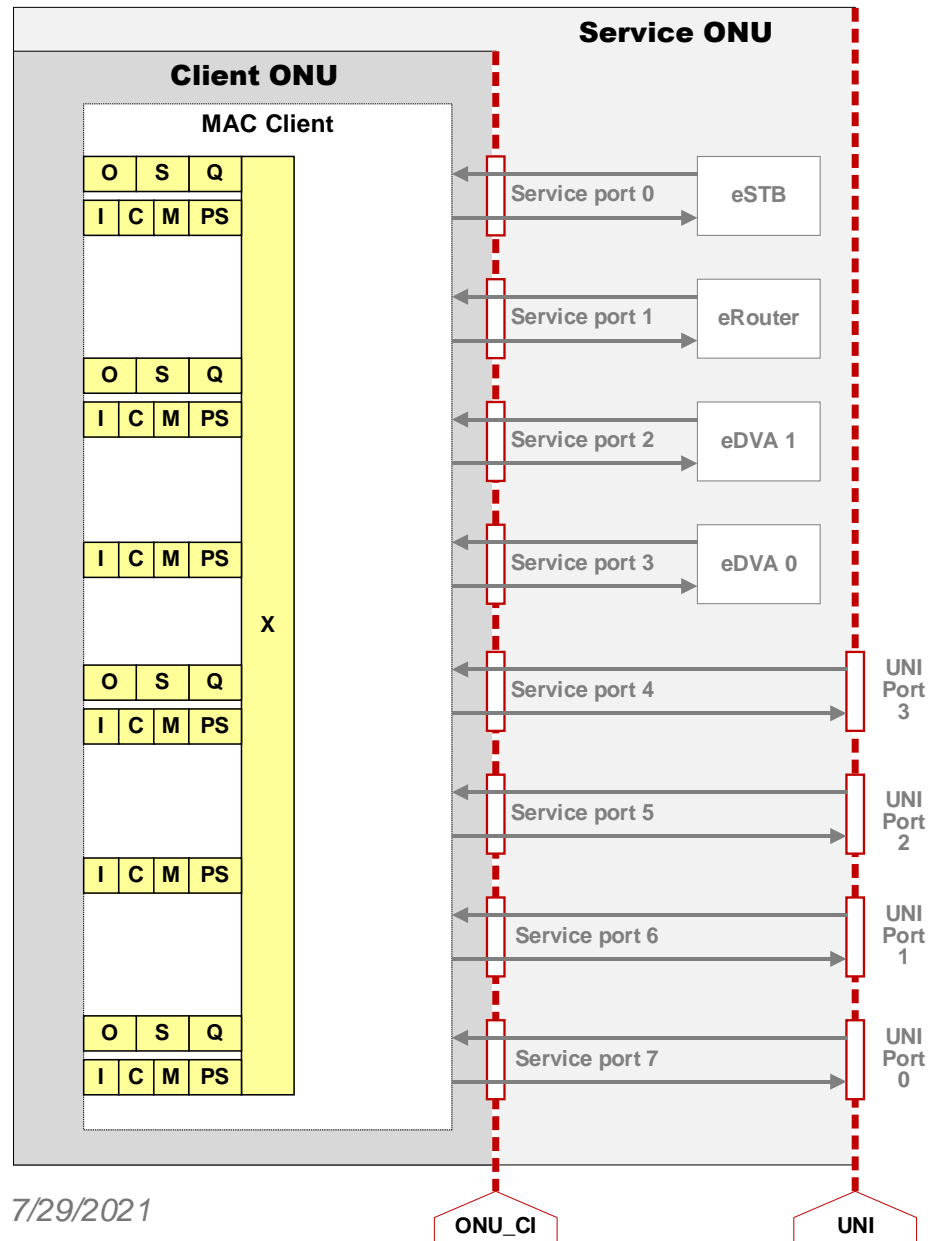 Service ONU
Client ONU
MAC Client
O S Q
I C M PS
Service port 0
eSTB
Service port 1
eRouter
O S Q
I C M PS
Service port 2
eDVA 1
I C M PS
Service port 3
eDVA 0
X
O S Q
I C M PS
Service port 4
UNI
Port
3
Service port 5
UNI
Port
2
I C M PS
Service port 6
UNI
Port
1
O S Q
I C M PS
Service port 7
UNI
Port
0
7/29/2021
ONU_CI
UNI